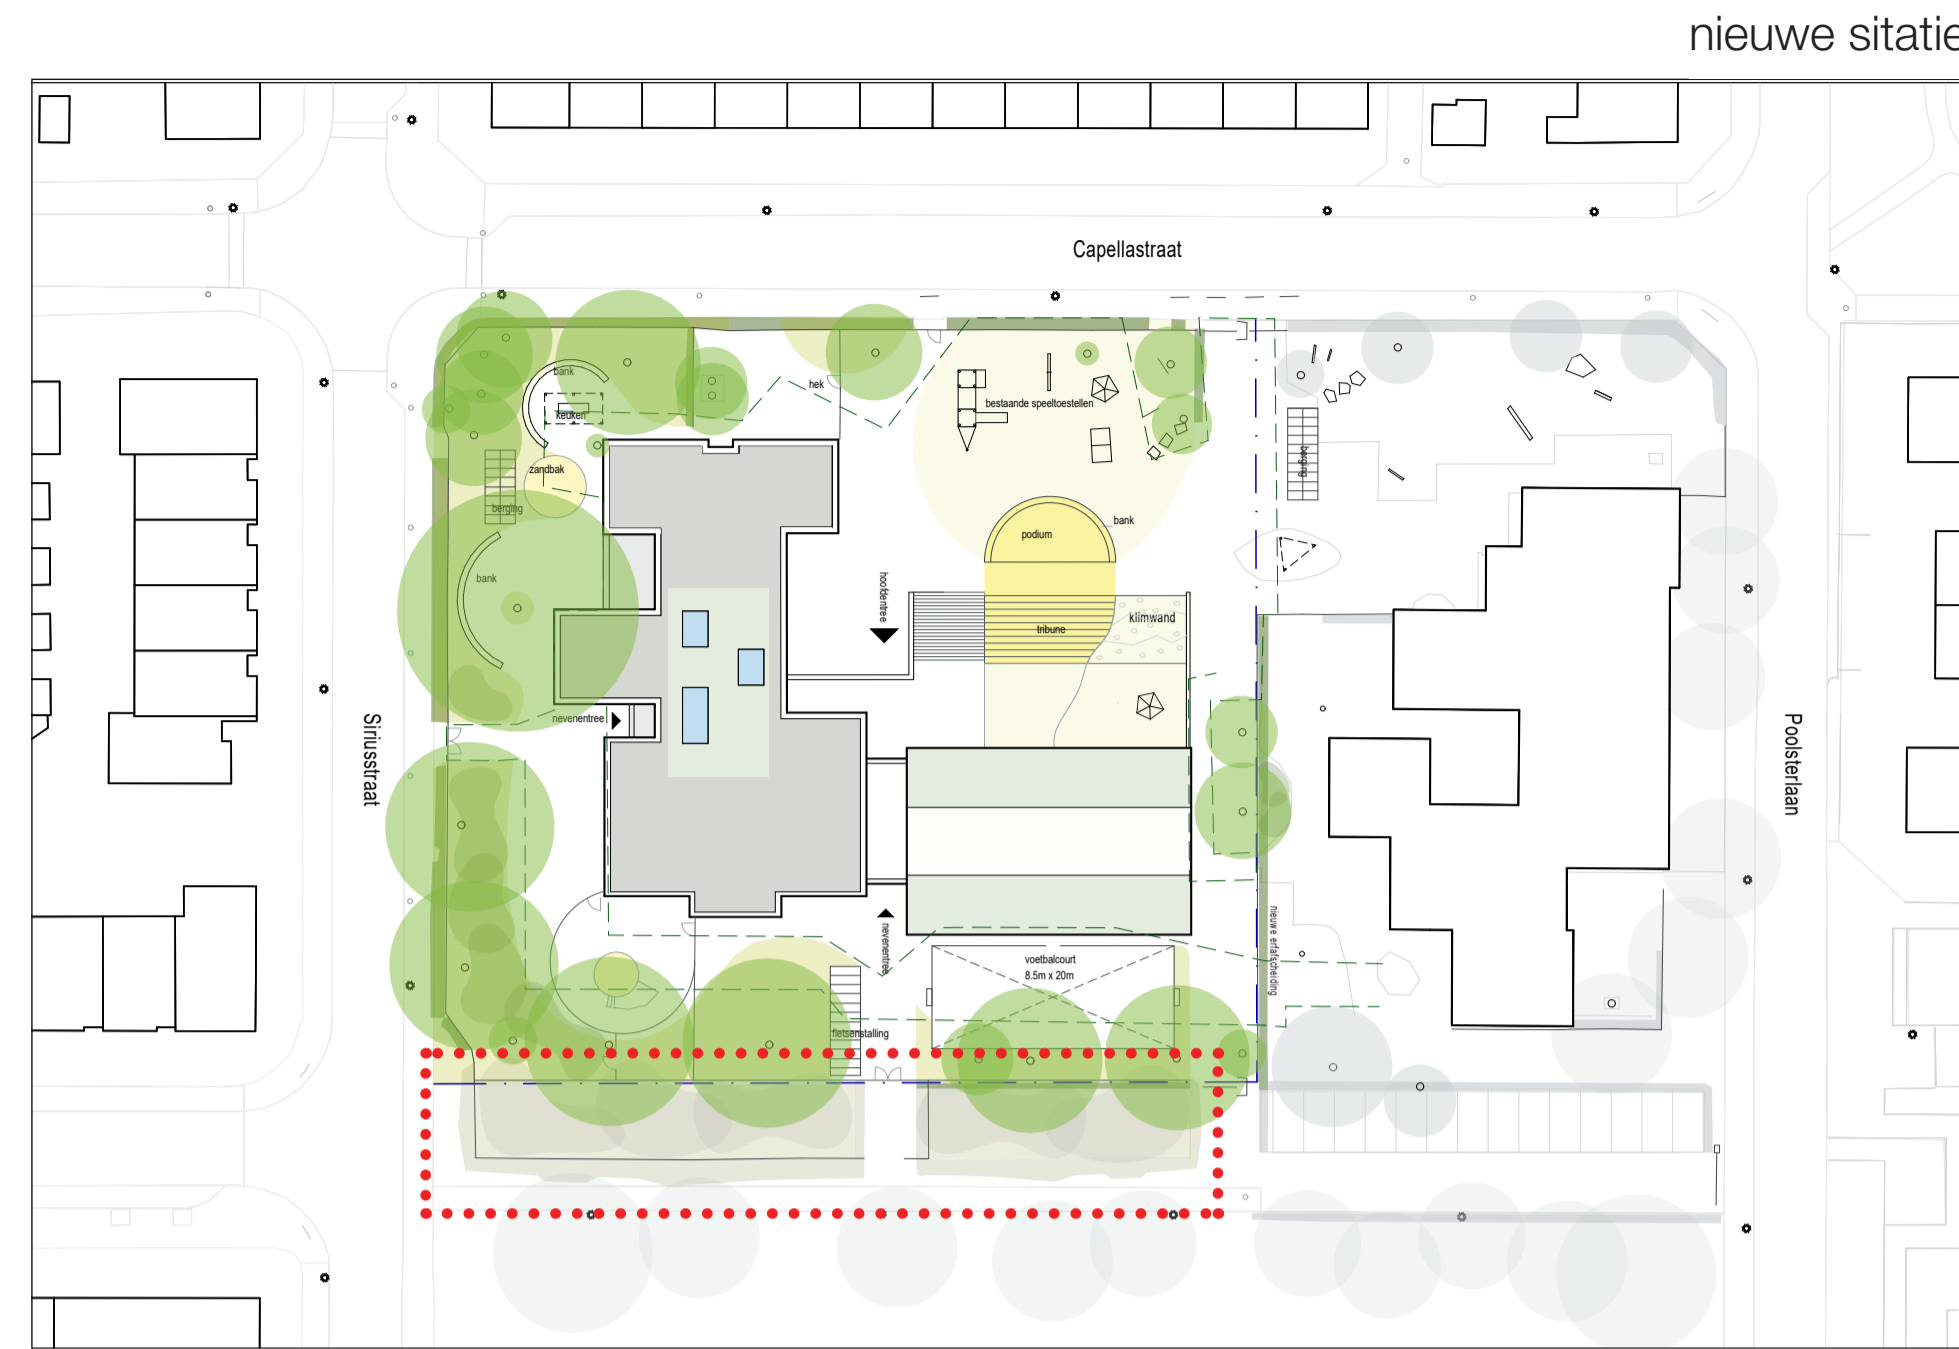 nieuwe sitatie
Capellastraat
bank
hek
keuken
bestaande speeltoestellen
zandbak
berging
berging
bank
podium
bank
hoofdentree
klimwand
tribune
nevenentree
Siriusstraat
Poolsterlaan
nieuwe erfafscheiding
nevenentree
voetbalcourt
8.5m x 20m
fietsenstalling